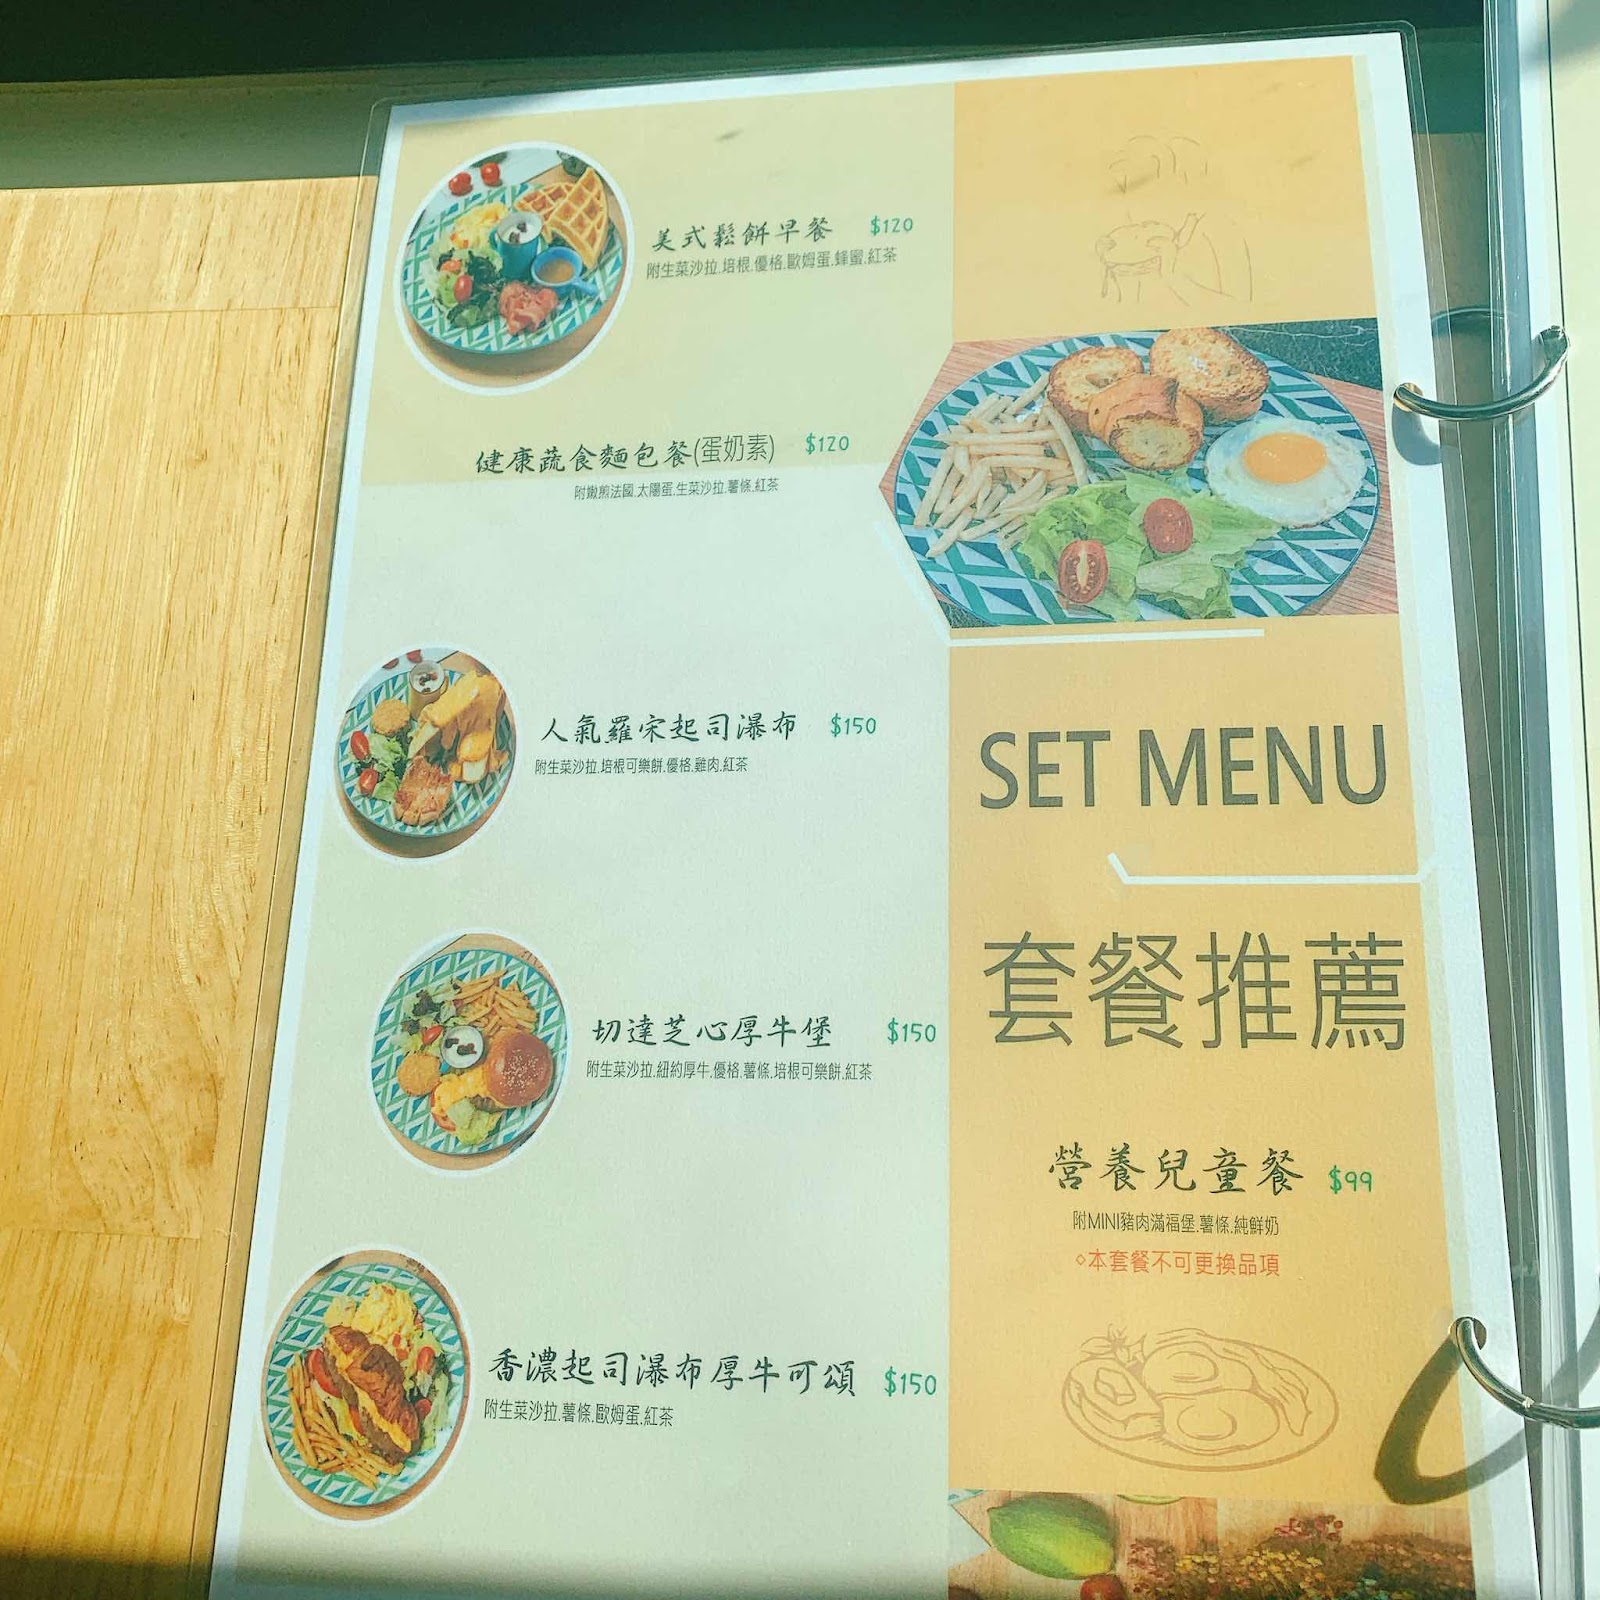 美式鬆餅早餐 $120
附生菜沙拉.培根.優格.歐姆蛋.蜂蜜.紅茶
健康蔬食麵包餐(蛋奶素) $120
附嫩煎法國.太陽蛋.生菜沙拉.薯條.紅茶
人氣羅宋起司瀑布 $150
附生菜沙拉.培根可樂餅.優格.雞肉.紅茶
切達芝心厚牛堡 $150
附生菜沙拉.紐約厚牛.優格.薯條.培根可樂餅.紅茶
香濃起司瀑布厚牛可頌 $150
附生菜沙拉.薯條.歐姆蛋.紅茶
SET MENU
套餐推薦
營養兒童餐 $99
附MINI豬肉滿福堡.薯條.純鮮奶
◇本套餐不可更換品項